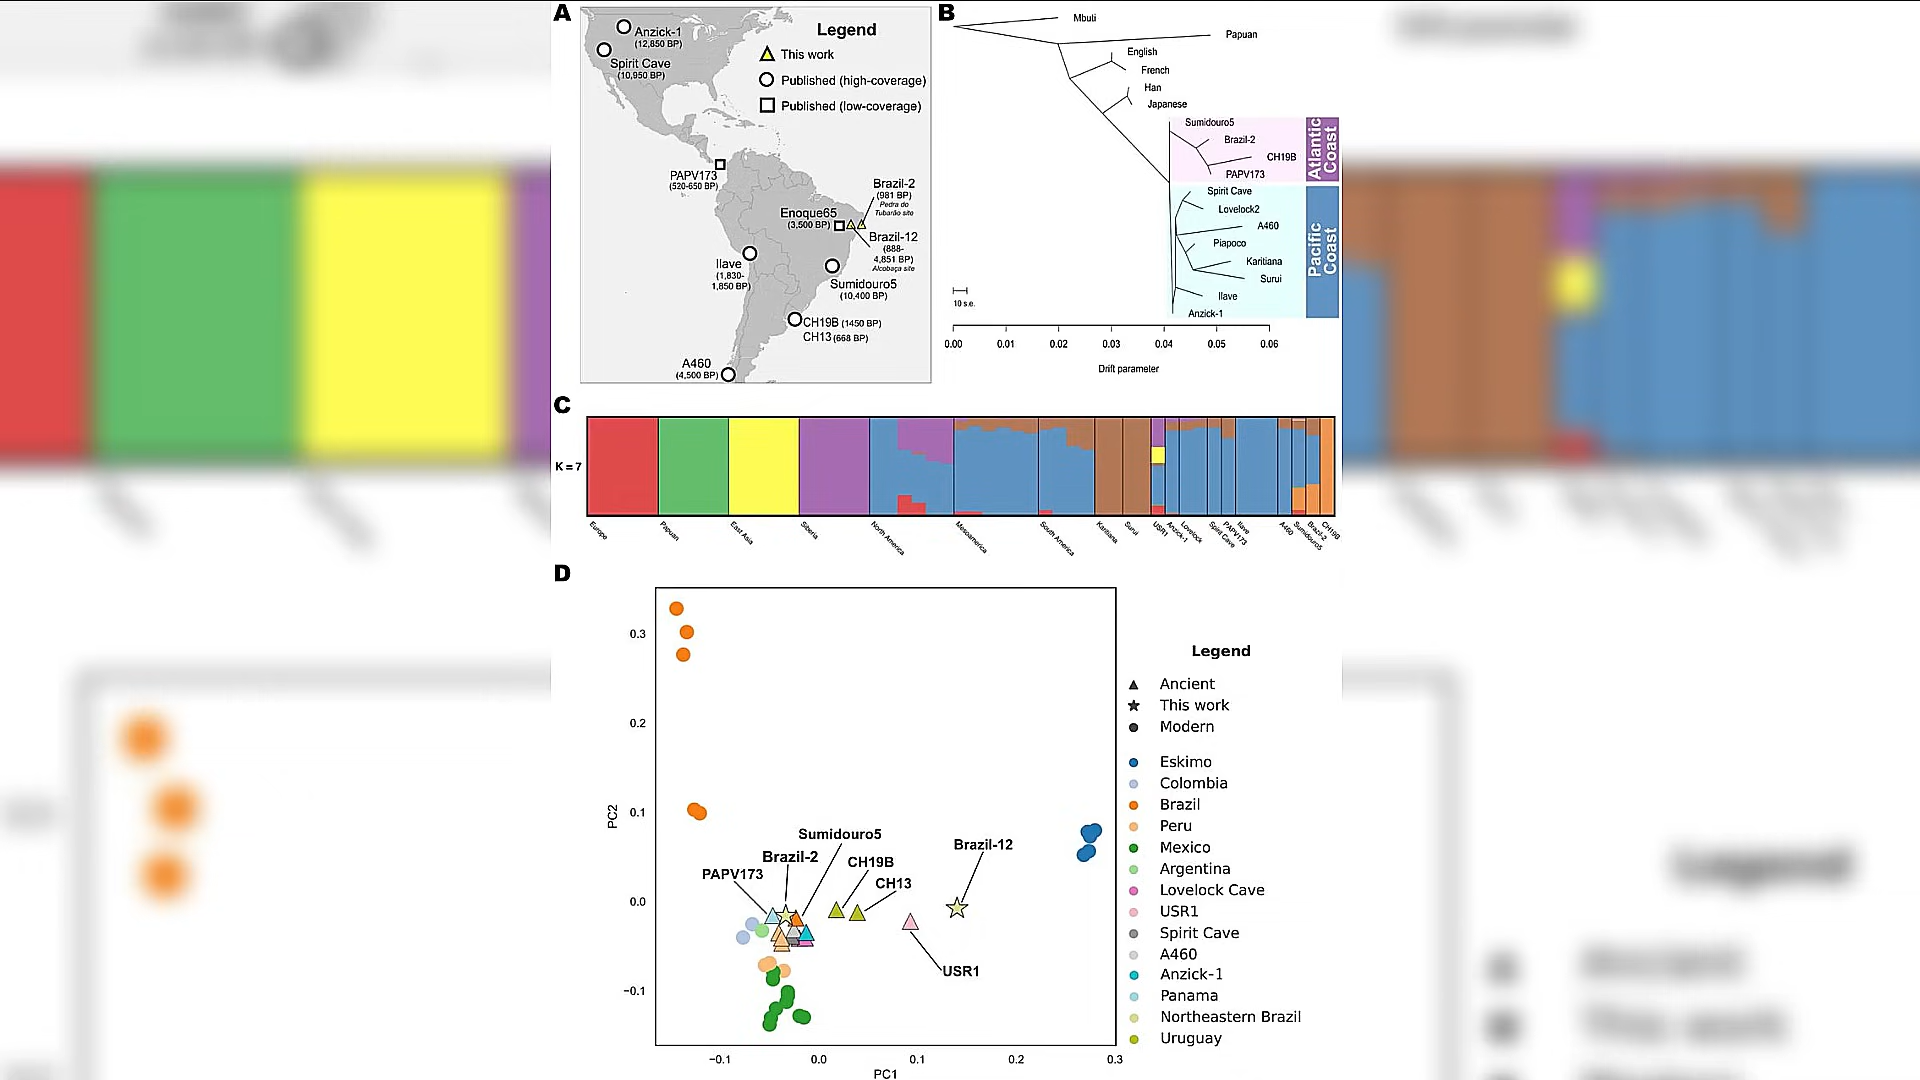 A
Anzick-1
(12,850 BP)
Spirit Cave
(10,950 BP)
Legend
This work
Published (high-coverage)
Published (low-coverage)
PAPV173
(520-650 BP)
Brazil-2
(981 BP)
Pedra do
Tubarão site
Enoque65
(3,500 BP)
Brazil-12
(888-
4,851 BP)
Alcobaça site
Ilave
(1,830-
1,850 BP)
Sumidouro5
(10,400 BP)
CH19B (1450 BP)
CH13 (668 BP)
A460
(4,500 BP)
B
Mbuti
Papuan
English
French
Han
Japanese
Sumidouro5
Brazil-2
CH19B
PAPV173
Atlantic
Coast
Spirit Cave
Lovelock2
A460
Piapoco
Karitiana
Surui
Ilave
Anzick-1
Pacific
Coast
10 s.e.
0.00 0.01 0.02 0.03 0.04 0.05 0.06
Drift parameter
C
K = 7
Europe
Papuan
East Asia
Siberia
North America
Mesoamerica
South America
Karitiana
Surui
USR1
Anzick-1
Lovelock
Spirit Cave
PAPV173
Ilave
A460
Sumidouro5
Brazil-2
CH19B
D
0.3
0.2
0.1
0.0
−0.1
PC2
Sumidouro5
Brazil-2
CH19B
PAPV173
CH13
Brazil-12
USR1
−0.1 0.0 0.1 0.2 0.3
PC1
Legend
Ancient
This work
Modern
Eskimo
Colombia
Brazil
Peru
Mexico
Argentina
Lovelock Cave
USR1
Spirit Cave
A460
Anzick-1
Panama
Northeastern Brazil
Uruguay
Legend
Ancient
This work